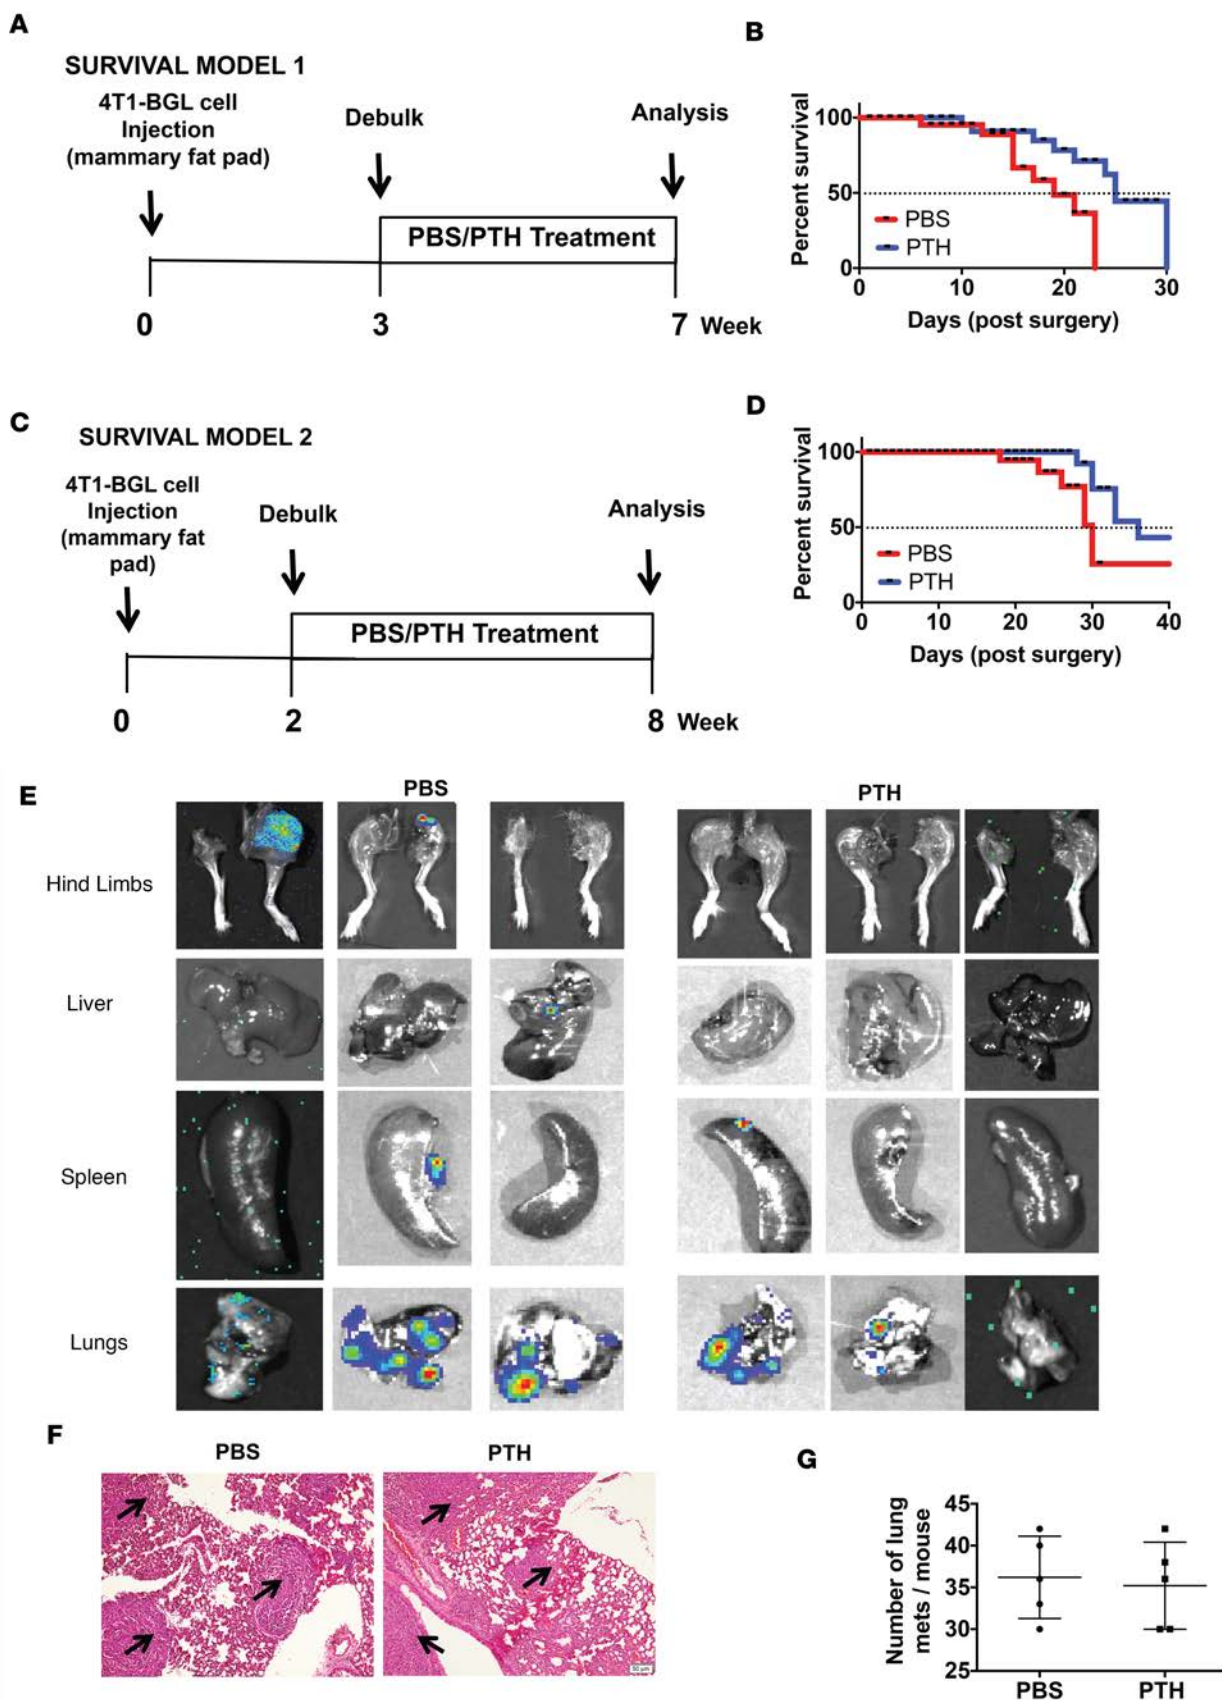 A
SURVIVAL MODEL 1
4T1-BGL cell
Injection
(mammary fat pad)
Debulk
Analysis
PBS/PTH Treatment
0
3
7 Week
B
Percent survival
100
50
0
PBS
PTH
0 10 20 30
Days (post surgery)
C
SURVIVAL MODEL 2
4T1-BGL cell
Injection
(mammary fat
pad)
Debulk
Analysis
PBS/PTH Treatment
0
2
8 Week
D
Percent survival
100
50
0
PBS
PTH
0 10 20 30 40
Days (post surgery)
E
PBS
PTH
Hind Limbs
Liver
Spleen
Lungs
F
PBS
PTH
50 µm
G
Number of lung
mets / mouse
45
40
35
30
25
PBS
PTH